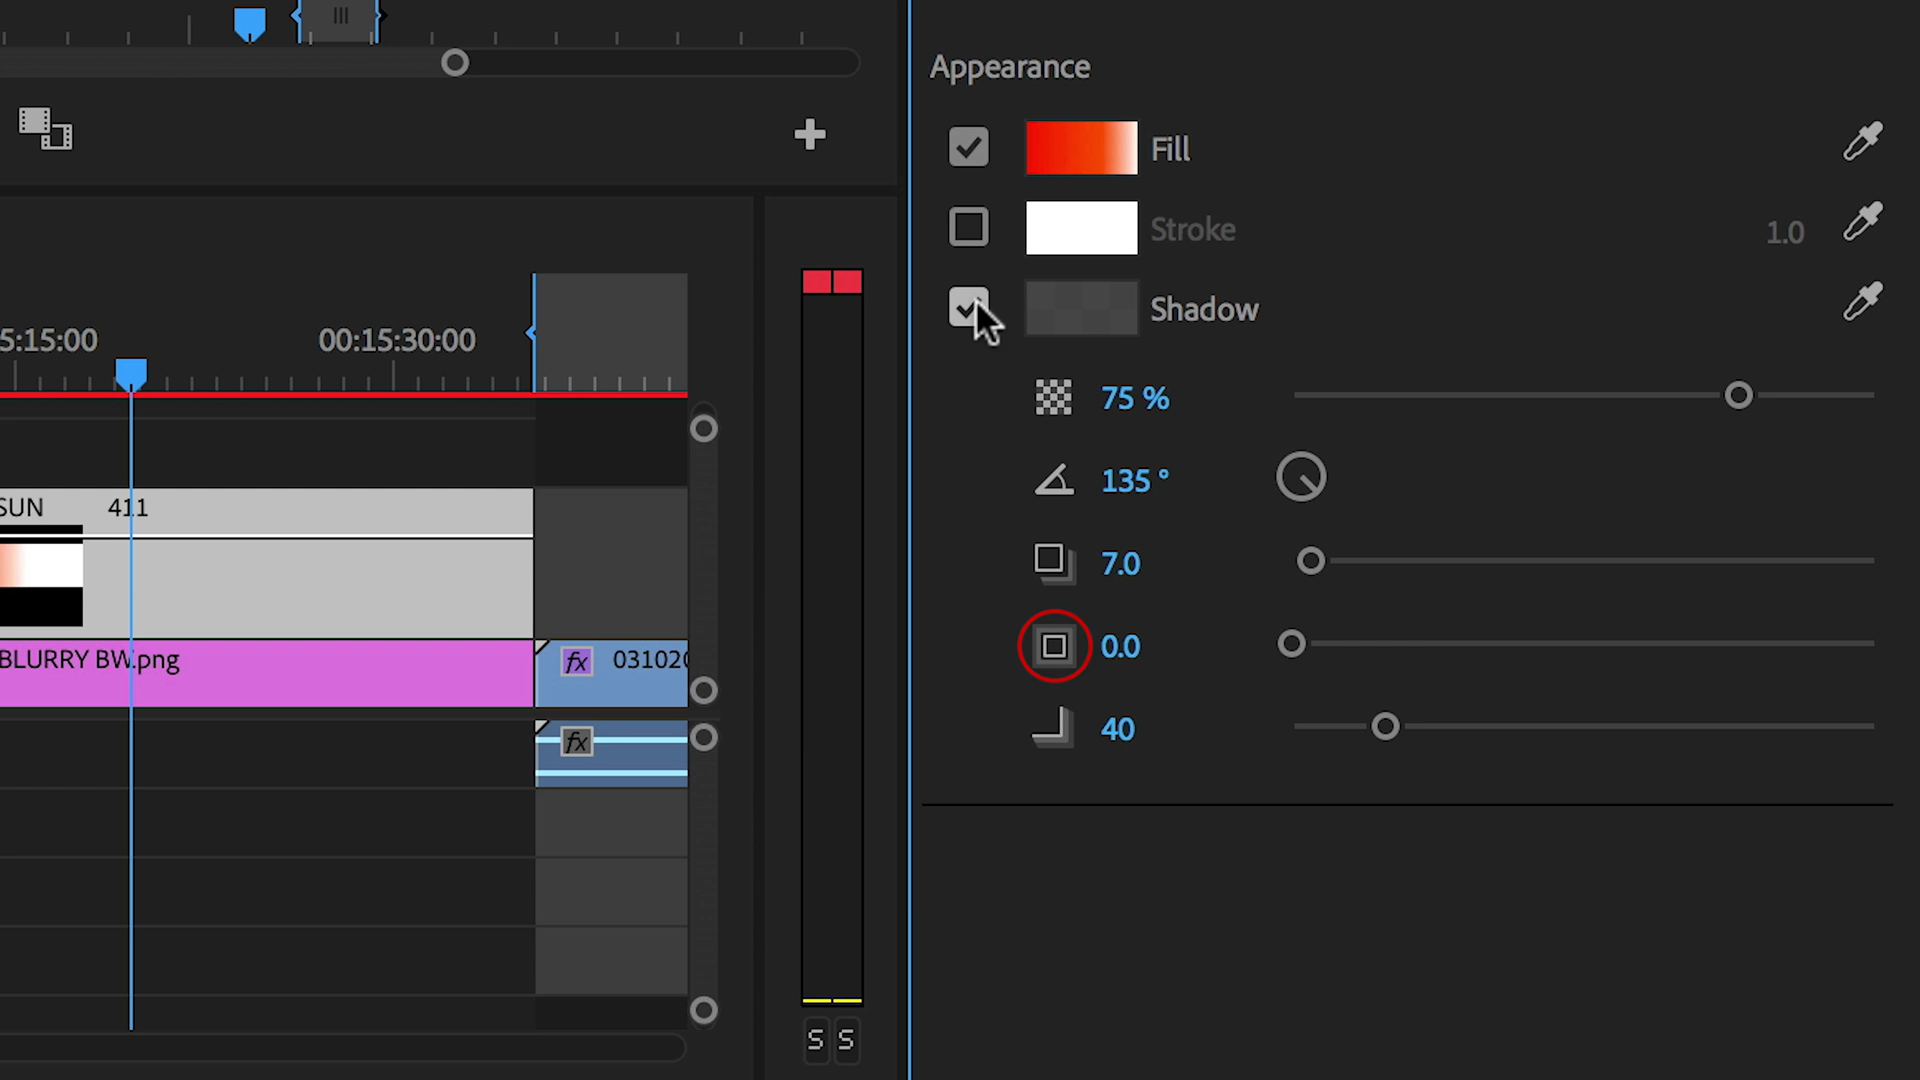 Appearance
Fill
Stroke
1.0
Shadow
75 %
135 °
7.0
0.0
40
5:15:00
00:15:30:00
SUN
411
BLURRY BW.png
fx
03102
fx
S S